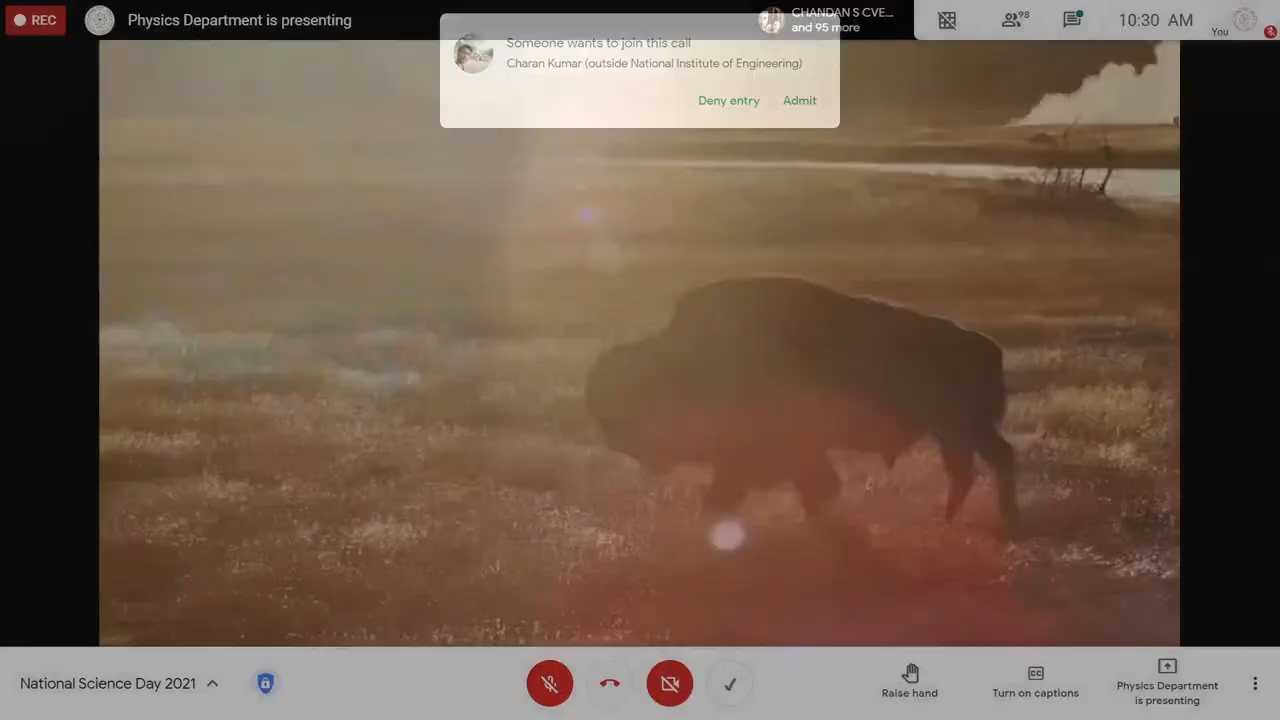 REC
Physics Department is presenting
Someone wants to join this call
Charan Kumar (outside National Institute of Engineering)
Deny entry
Admit
CHANDAN S CVE...
and 95 more
98
10:30 AM
You
National Science Day 2021
Raise hand
CC
Turn on captions
Physics Department
is presenting